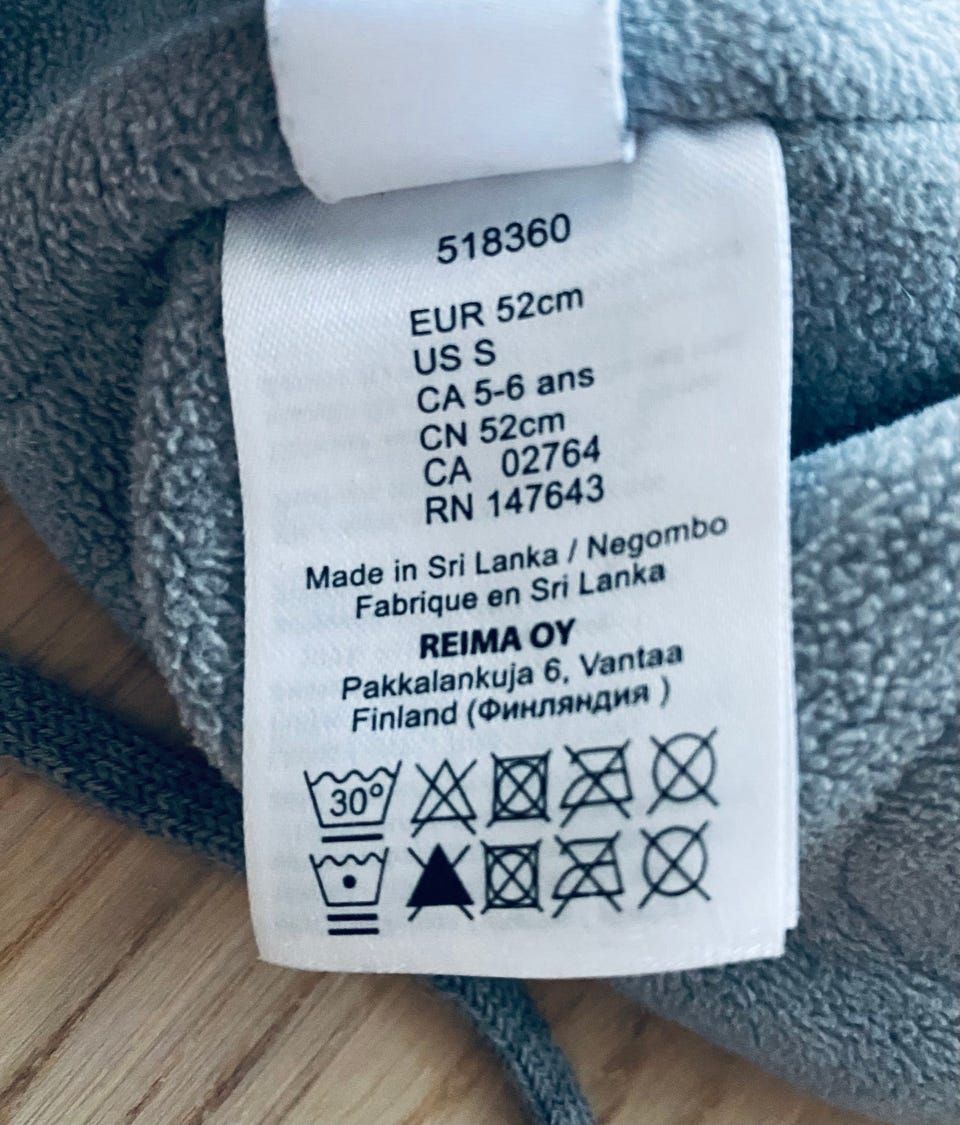 518360
EUR 52cm
US S
CA 5-6 ans
CN 52cm
CA 02764
RN 147643
Made in Sri Lanka / Negombo
Fabrique en Sri Lanka
REIMA OY
Pakkalankuja 6, Vantaa
Finland (Финляндия )
30°